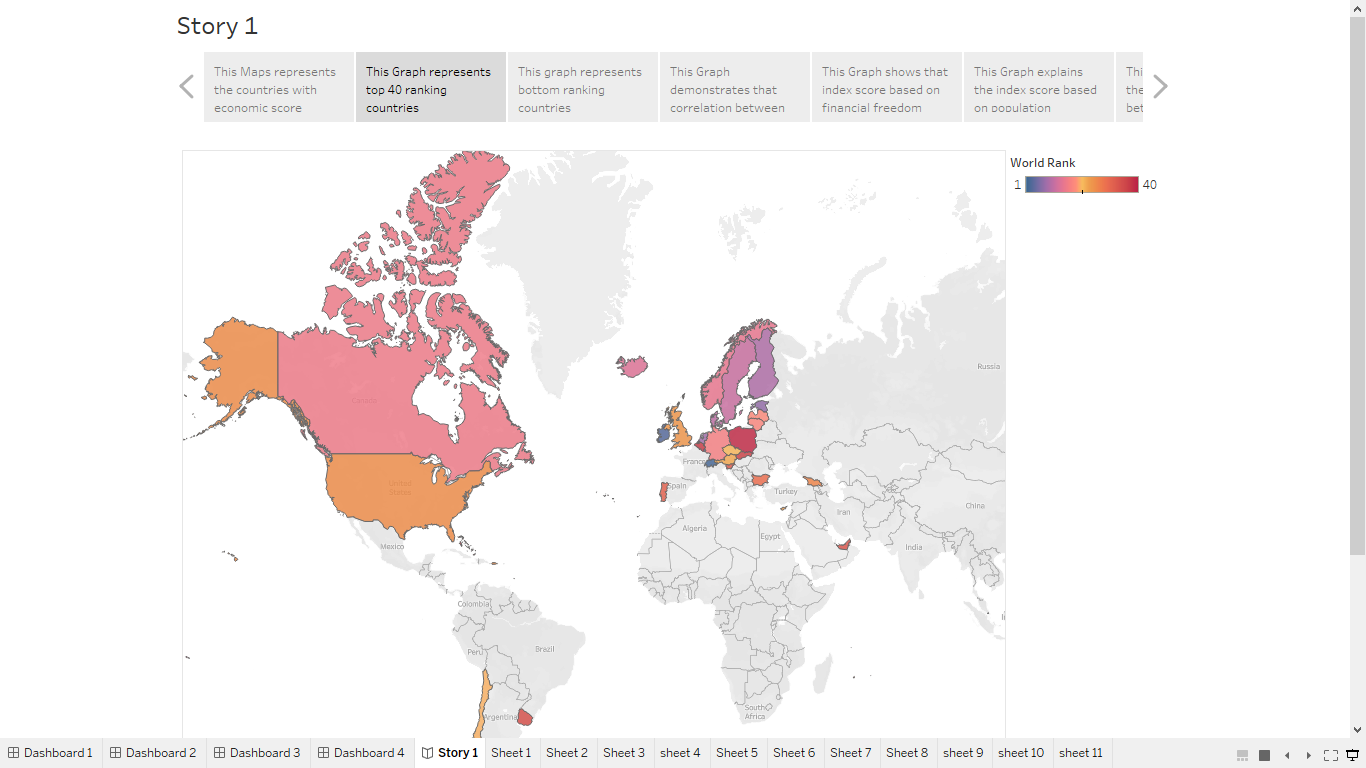 Story 1
This Maps represents
the countries with
economic score
This Graph represents
top 40 ranking
countries
This graph represents
bottom ranking
countries
This Graph
demonstrates that
correlation between
This Graph shows that
index score based on
financial freedom
This Graph explains
the index score based
on population
World Rank
1 40
Canada
Russia
United
States
France
Spain
Turkey
Iran
China
Mexico
Algeria
Egypt
India
Colombia
Peru
Brazil
Argentina
South
Africa
Dashboard 1 Dashboard 2 Dashboard 3 Dashboard 4 Story 1 Sheet 1 Sheet 2 Sheet 3 sheet 4 Sheet 5 Sheet 6 Sheet 7 Sheet 8 sheet 9 sheet 10 sheet 11